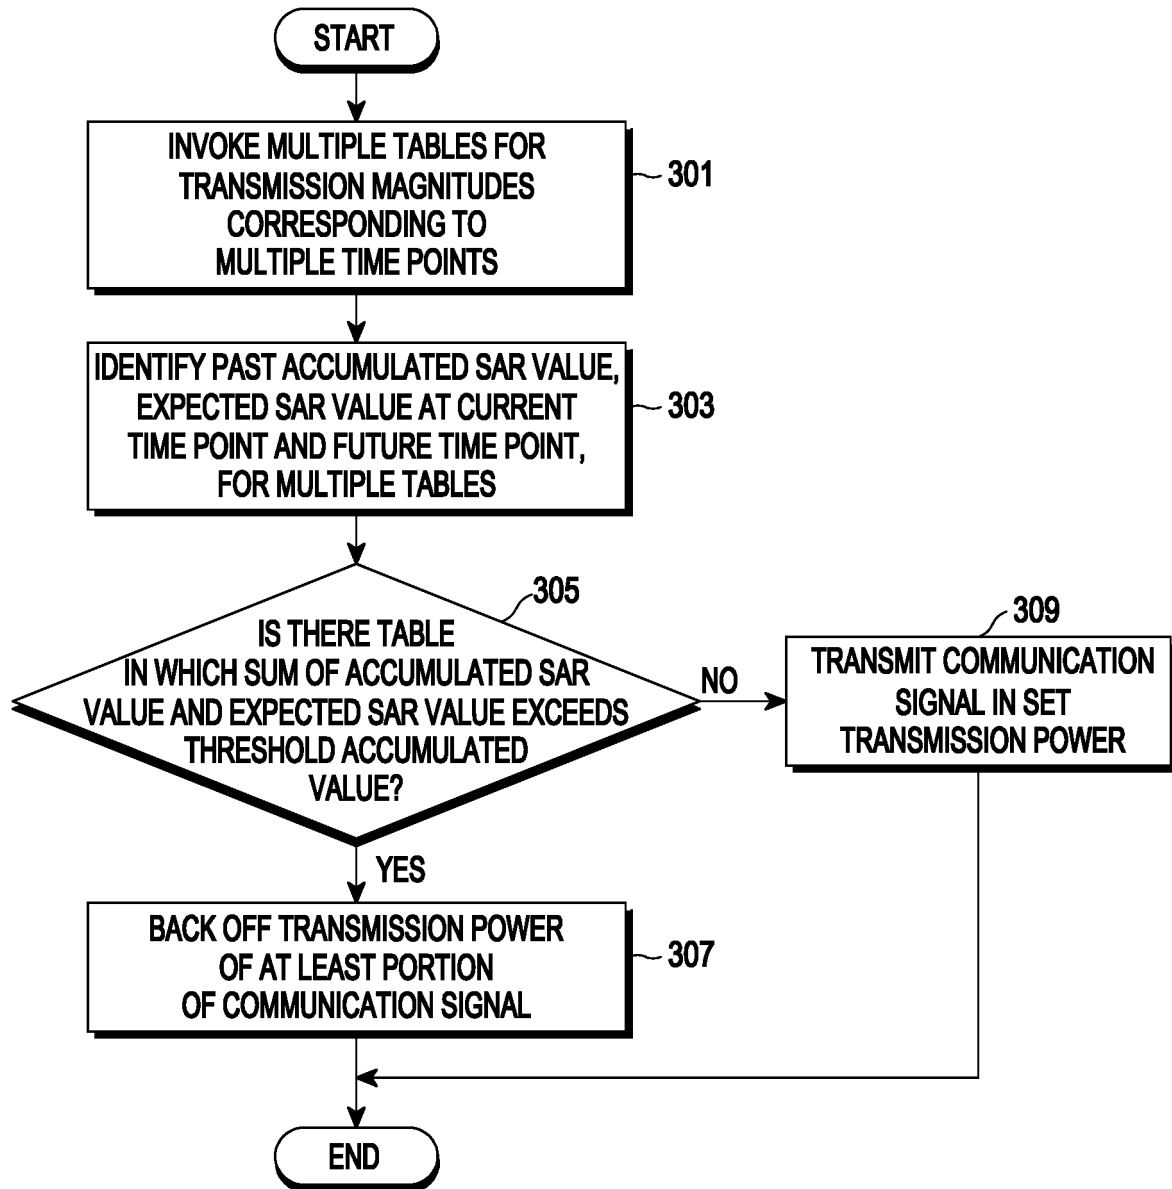 START
INVOKE MULTIPLE TABLES FOR
TRANSMISSION MAGNITUDES
CORRESPONDING TO
MULTIPLE TIME POINTS
301
IDENTIFY PAST ACCUMULATED SAR VALUE,
EXPECTED SAR VALUE AT CURRENT
TIME POINT AND FUTURE TIME POINT,
FOR MULTIPLE TABLES
303
305
IS THERE TABLE
IN WHICH SUM OF ACCUMULATED SAR
VALUE AND EXPECTED SAR VALUE EXCEEDS
THRESHOLD ACCUMULATED
VALUE?
NO
309
TRANSMIT COMMUNICATION
SIGNAL IN SET
TRANSMISSION POWER
YES
BACK OFF TRANSMISSION POWER
OF AT LEAST PORTION
OF COMMUNICATION SIGNAL
307
END